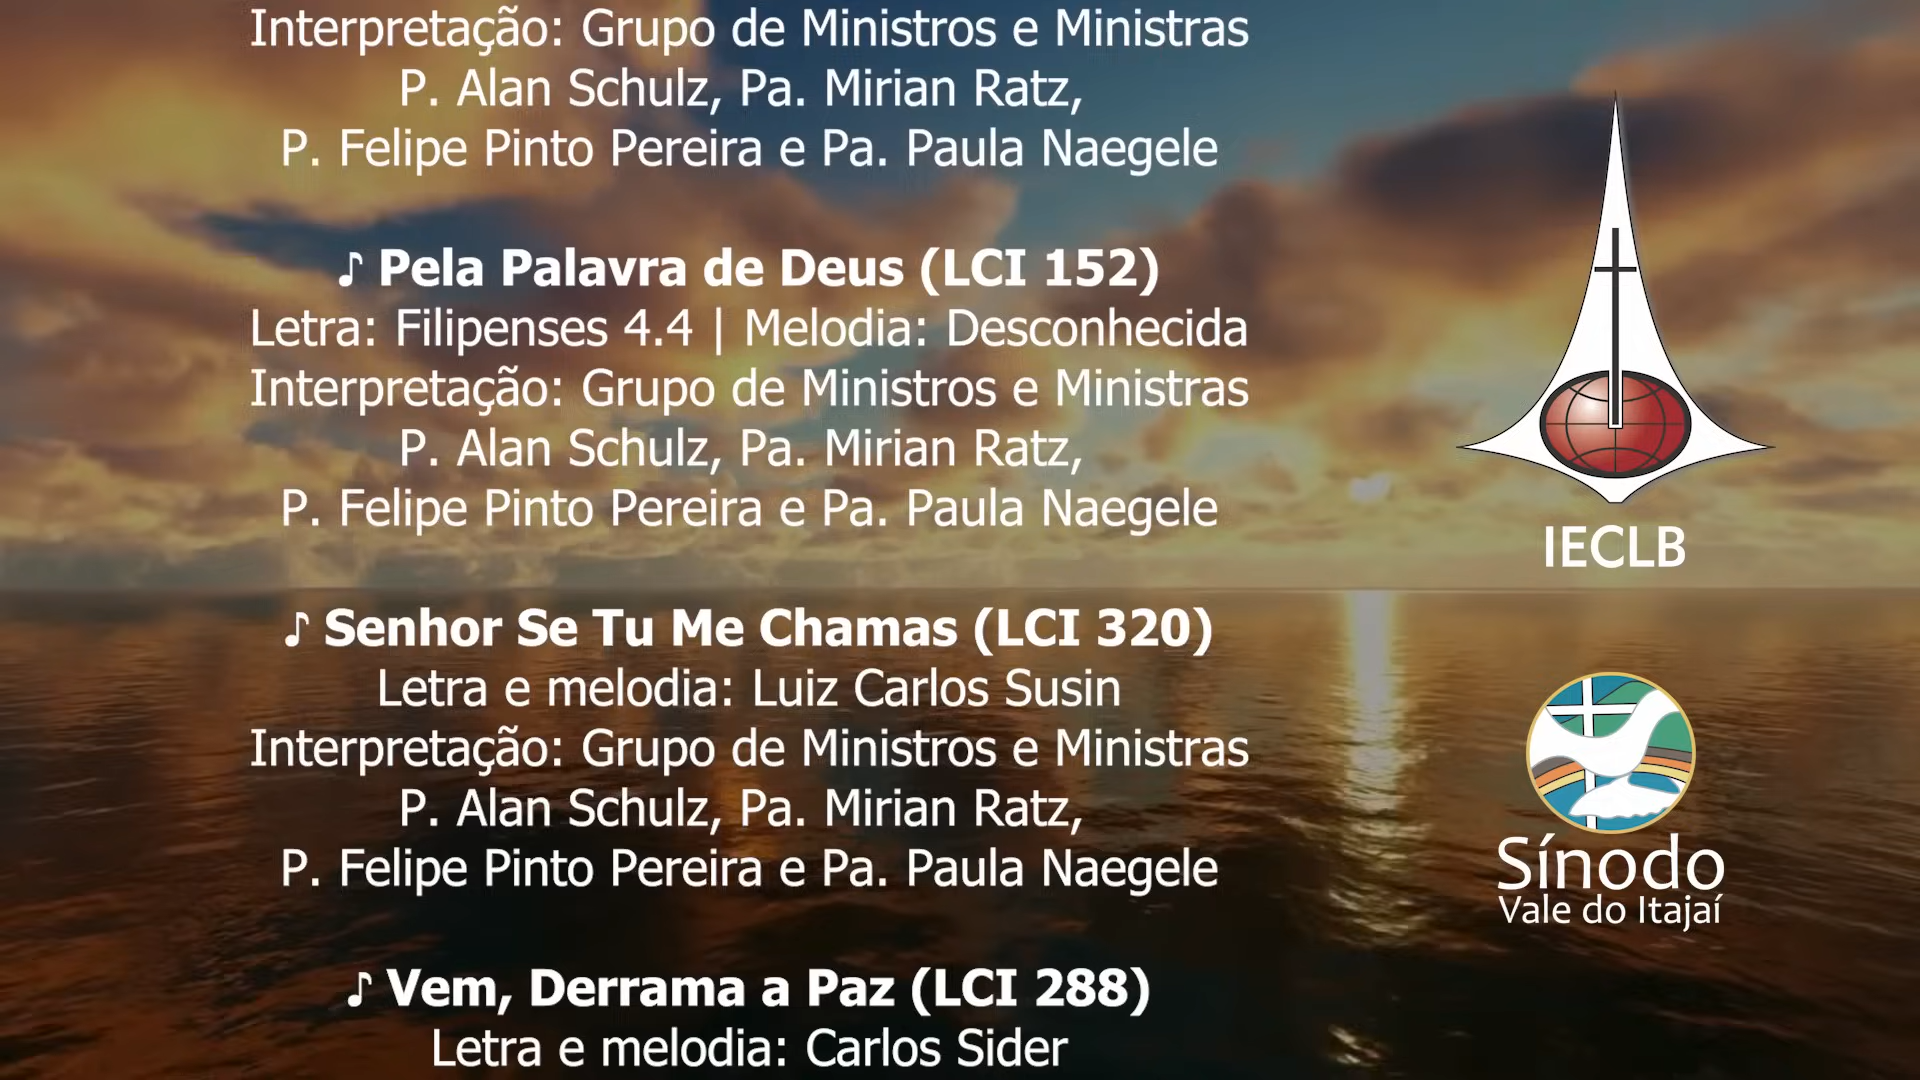 Interpretação: Grupo de Ministros e Ministras
P. Alan Schulz, Pa. Mirian Ratz,
P. Felipe Pinto Pereira e Pa. Paula Naegele
♪ Pela Palavra de Deus (LCI 152)
Letra: Filipenses 4.4 | Melodia: Desconhecida
Interpretação: Grupo de Ministros e Ministras
P. Alan Schulz, Pa. Mirian Ratz,
P. Felipe Pinto Pereira e Pa. Paula Naegele
♪ Senhor Se Tu Me Chamas (LCI 320)
Letra e melodia: Luiz Carlos Susin
Interpretação: Grupo de Ministros e Ministras
P. Alan Schulz, Pa. Mirian Ratz,
P. Felipe Pinto Pereira e Pa. Paula Naegele
♪ Vem, Derrama a Paz (LCI 288)
Letra e melodia: Carlos Sider
IECLB
Sínodo
Vale do Itajaí